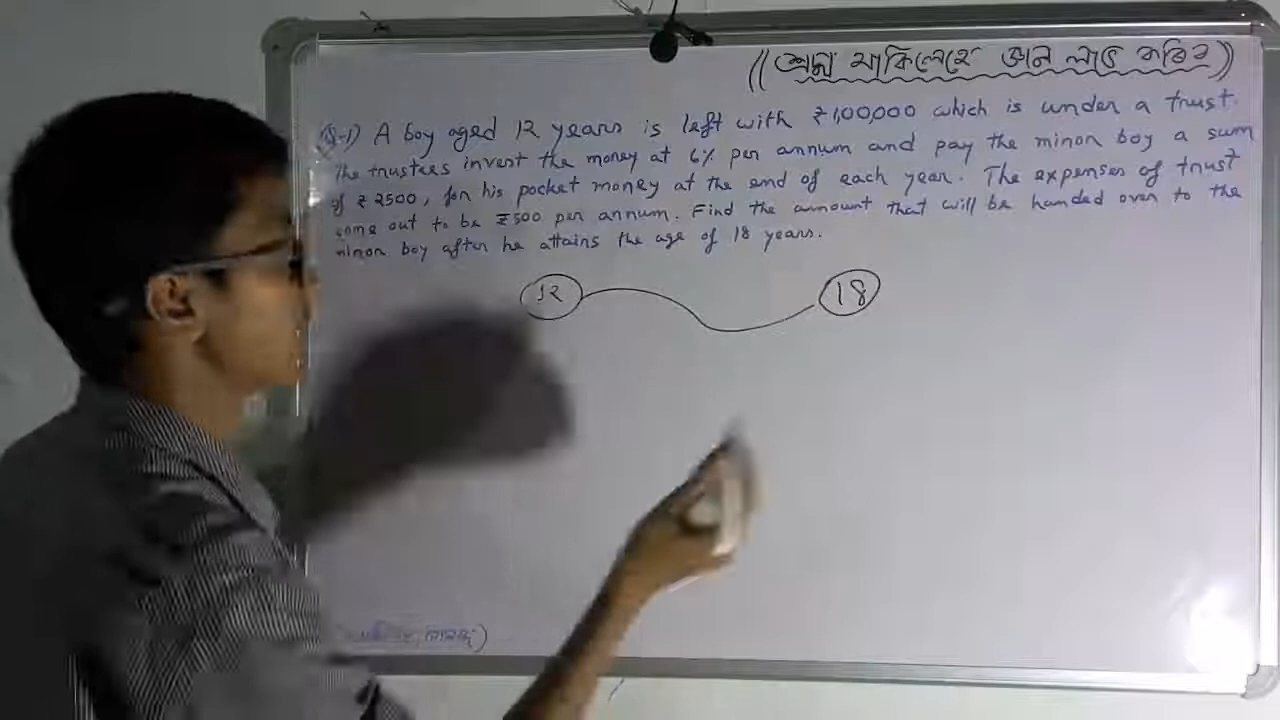 ((শ্রদ্ধা থাকিলেহে জ্ঞান লাভ কৰিব))
Q-1) A boy aged 12 years is left with ₹1,00,000 which is under a trust.
The trustees invest the money at 6% per annum and pay the minor boy a sum
of ₹2500, for his pocket money at the end of each year. The expenses of trust
come out to be ₹500 per annum. Find the amount that will be handed over to the
minor boy after he attains the age of 18 years.
12 18